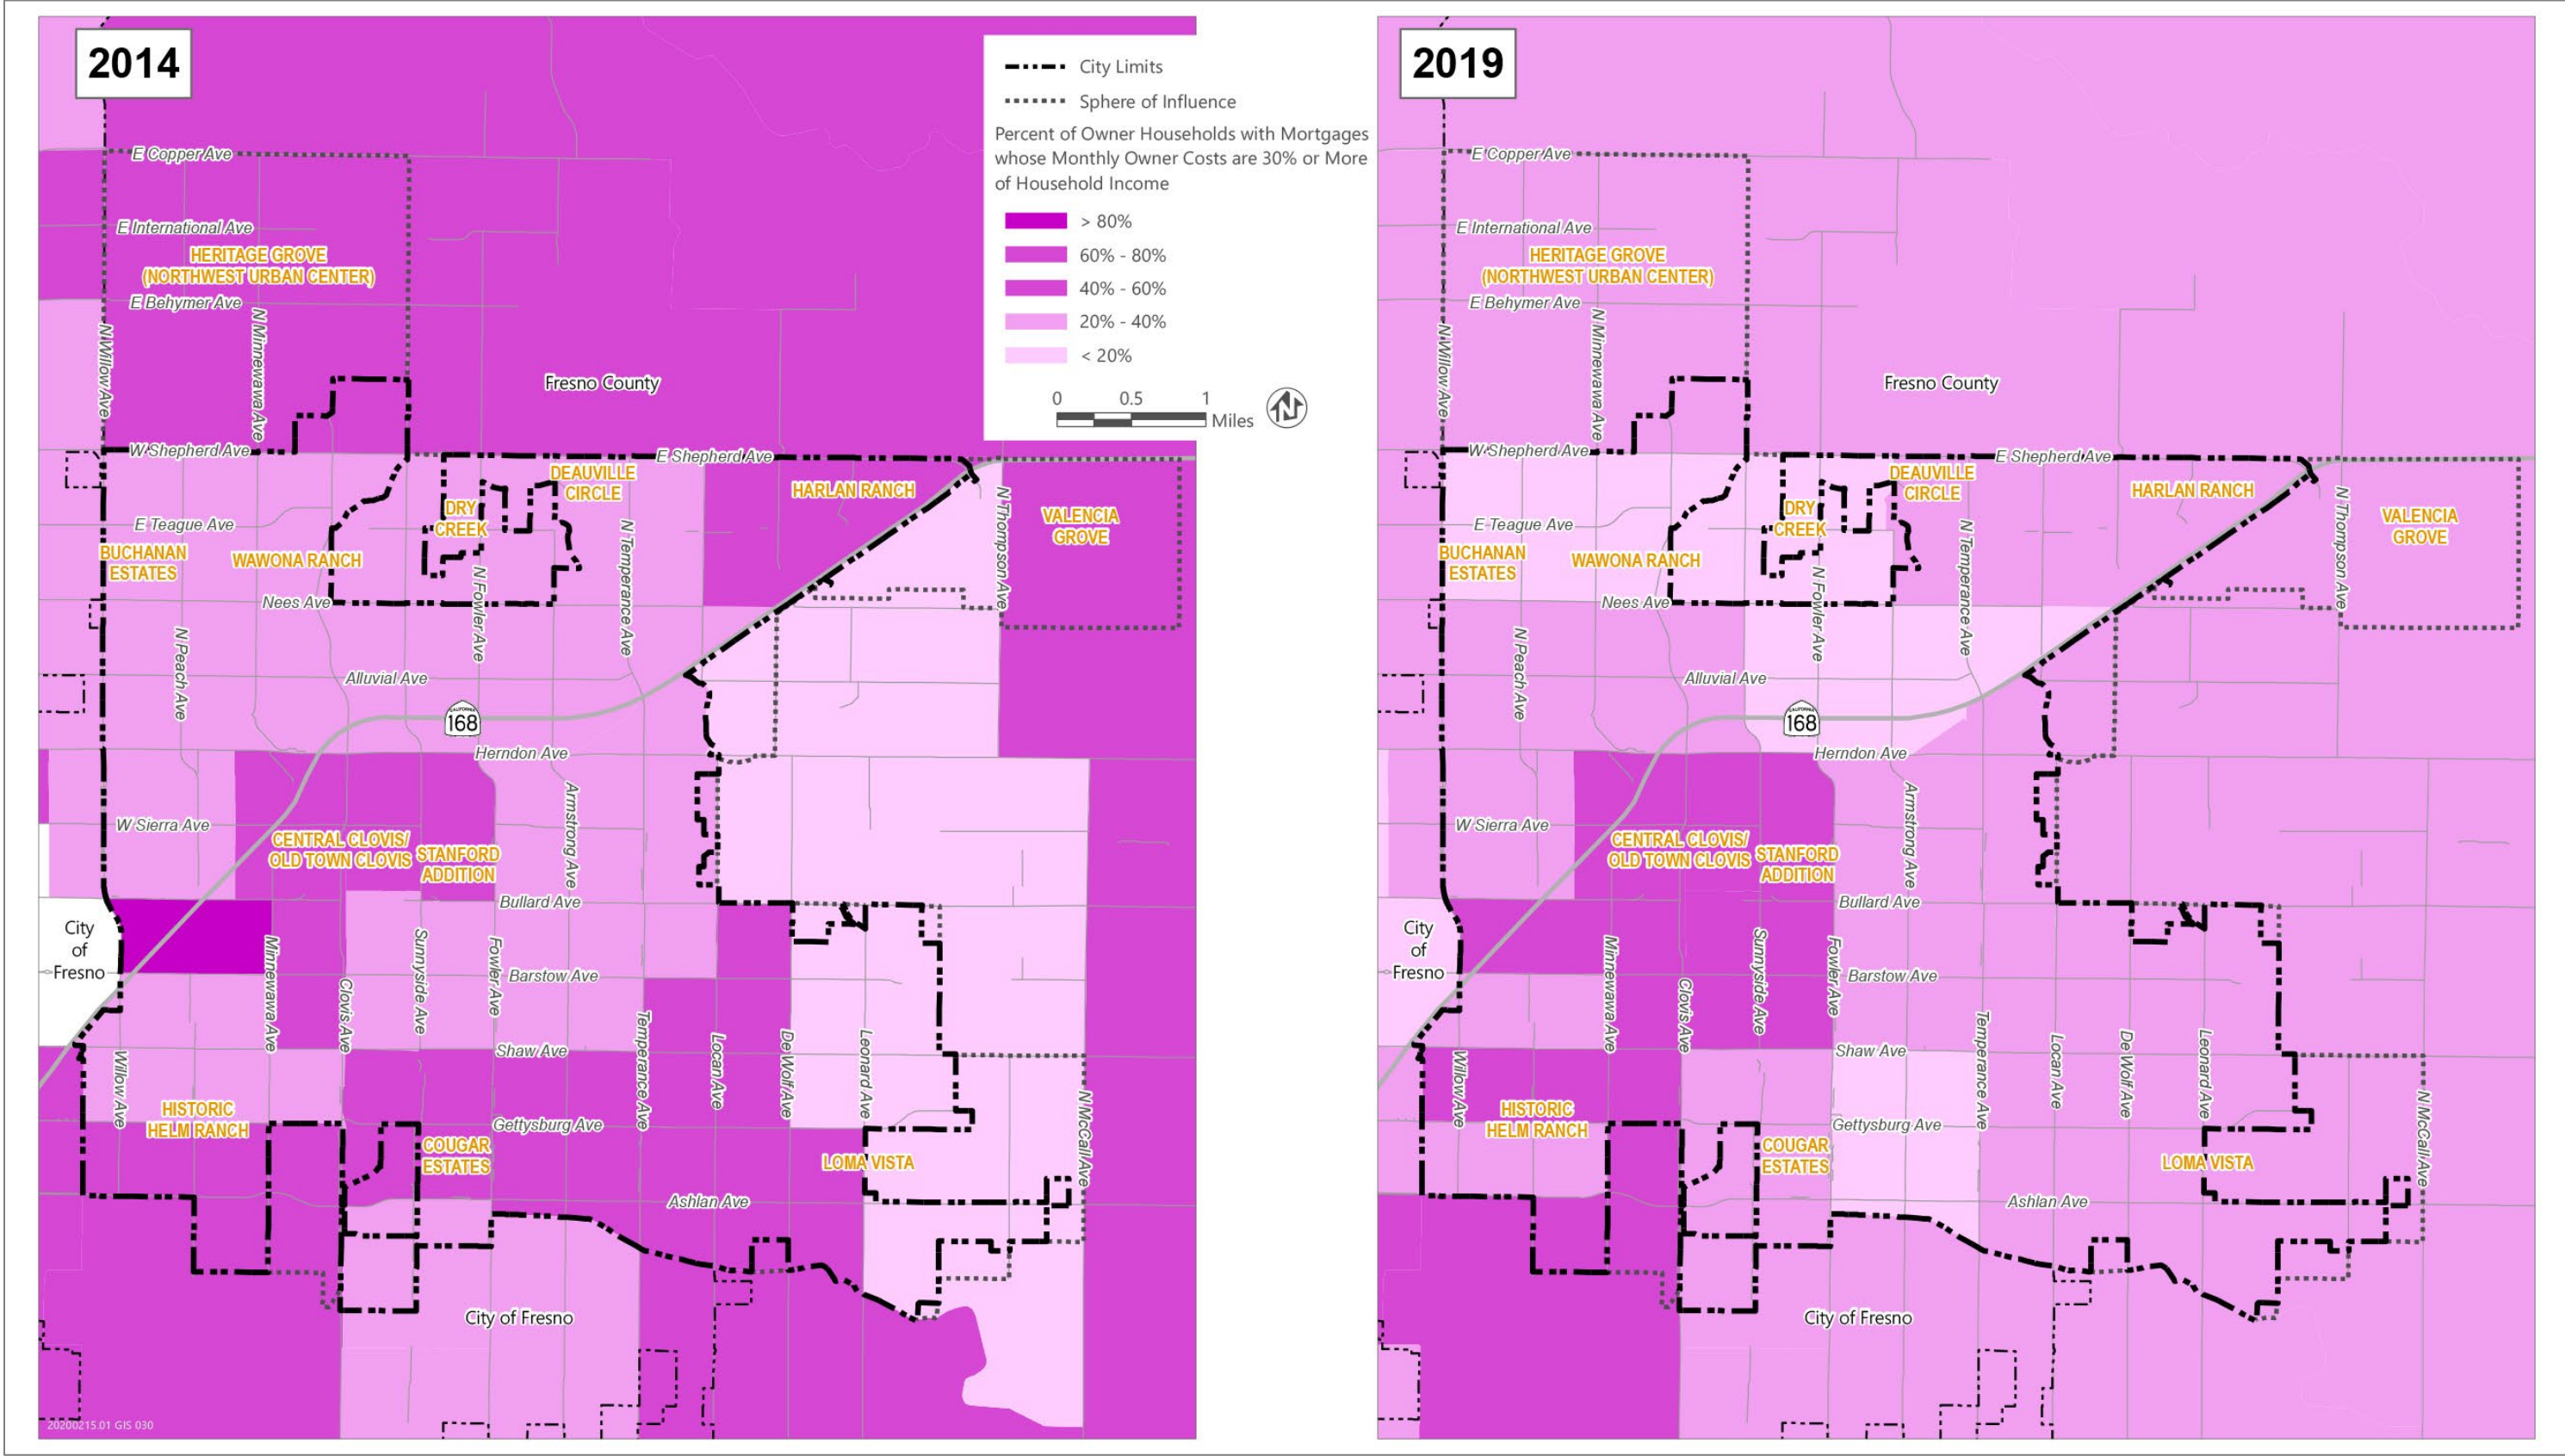 2014
City Limits
Sphere of Influence
Percent of Owner Households with Mortgages
whose Monthly Owner Costs are 30% or More
of Household Income
> 80%
60% - 80%
40% - 60%
20% - 40%
< 20%
0 0.5 1
Miles
N
E Copper Ave
E International Ave
HERITAGE GROVE
(NORTHWEST URBAN CENTER)
E Behymer Ave
N Willow Ave
N Minnewawa Ave
Fresno County
W Shepherd Ave
E Shepherd Ave
DEAUVILLE
CIRCLE
HARLAN RANCH
DRY
CREEK
E Teague Ave
N Thompson Ave
VALENCIA
GROVE
BUCHANAN
ESTATES
WAWONA RANCH
N Temperance Ave
Nees Ave
N Fowler Ave
N Peach Ave
Alluvial Ave
CALIFORNIA
168
Herndon Ave
W Sierra Ave
Armstrong Ave
CENTRAL CLOVIS/
OLD TOWN CLOVIS
STANFORD
ADDITION
Bullard Ave
City
of
Fresno
Minnewawa Ave
Clovis Ave
Sunnyside Ave
Fowler Ave
Barstow Ave
Shaw Ave
Temperance Ave
Locan Ave
De Wolf Ave
Leonard Ave
Willow Ave
HISTORIC
HELM RANCH
Gettysburg Ave
COUGAR
ESTATES
LOMA VISTA
N McCall Ave
Ashlan Ave
City of Fresno
20200215.01 GIS 030
2019
E Copper Ave
E International Ave
HERITAGE GROVE
(NORTHWEST URBAN CENTER)
E Behymer Ave
N Willow Ave
N Minnewawa Ave
Fresno County
W Shepherd Ave
E Shepherd Ave
DEAUVILLE
CIRCLE
HARLAN RANCH
DRY
CREEK
E Teague Ave
N Thompson Ave
VALENCIA
GROVE
BUCHANAN
ESTATES
WAWONA RANCH
N Temperance Ave
Nees Ave
N Fowler Ave
N Peach Ave
Alluvial Ave
CALIFORNIA
168
Herndon Ave
W Sierra Ave
Armstrong Ave
CENTRAL CLOVIS/
OLD TOWN CLOVIS
STANFORD
ADDITION
Bullard Ave
City
of
Fresno
Minnewawa Ave
Clovis Ave
Sunnyside Ave
Fowler Ave
Barstow Ave
Shaw Ave
Temperance Ave
Locan Ave
De Wolf Ave
Leonard Ave
Willow Ave
HISTORIC
HELM RANCH
Gettysburg Ave
COUGAR
ESTATES
LOMA VISTA
N McCall Ave
Ashlan Ave
City of Fresno